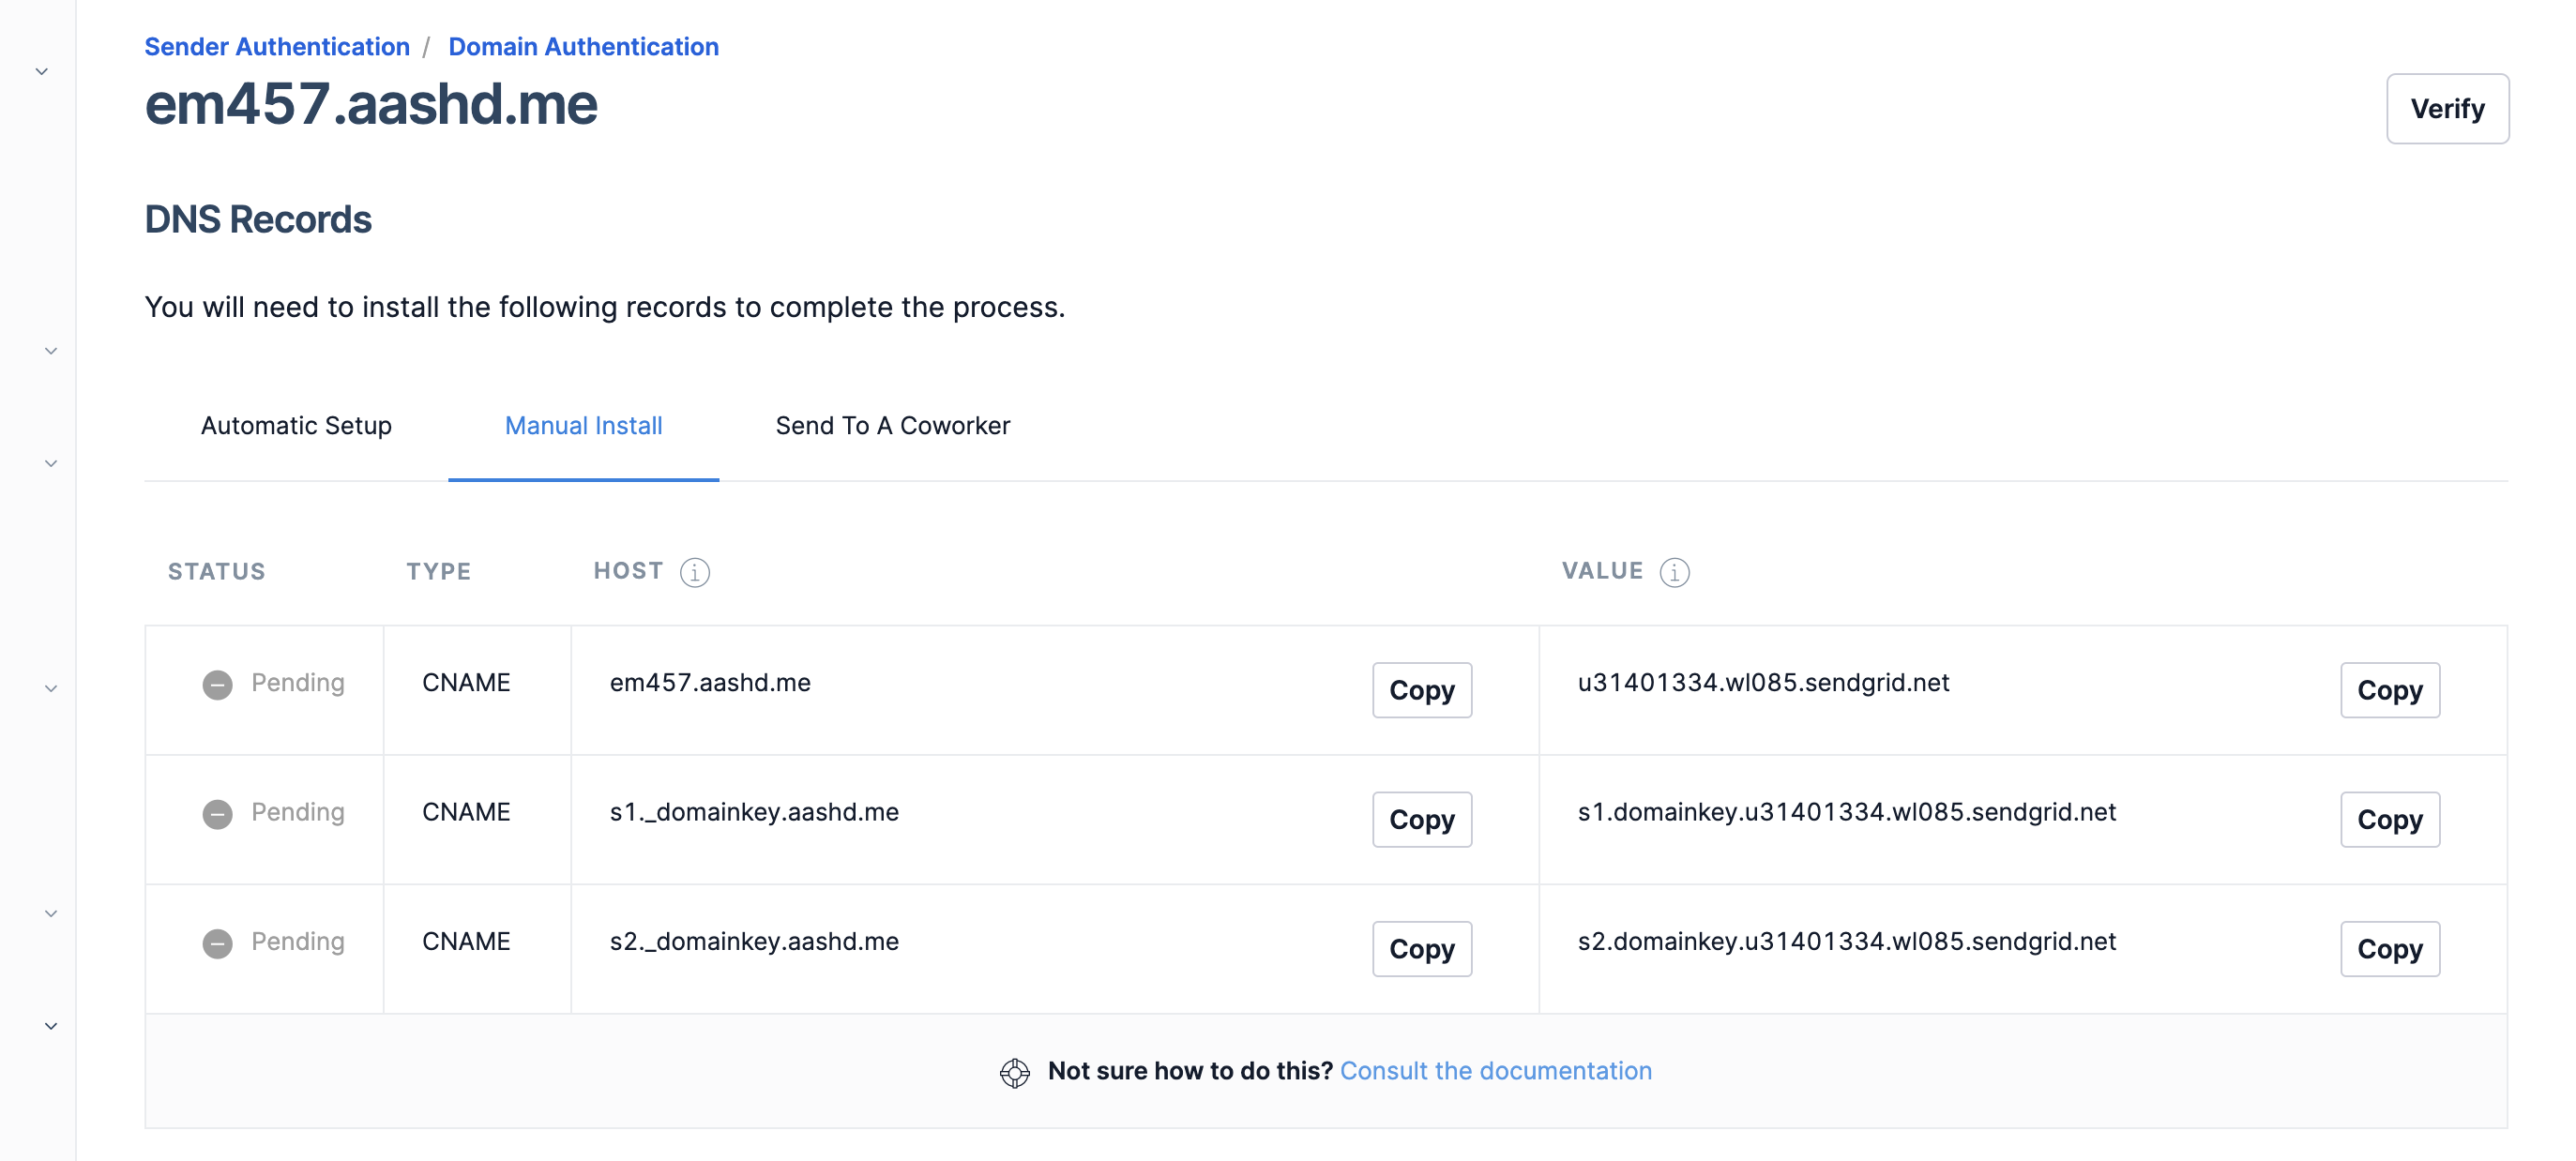 Sender Authentication / Domain Authentication
em457.aashd.me
Verify
DNS Records
You will need to install the following records to complete the process.
Automatic Setup Manual Install Send To A Coworker
STATUS TYPE HOST VALUE
Pending CNAME em457.aashd.me Copy u31401334.wl085.sendgrid.net Copy
Pending CNAME s1._domainkey.aashd.me Copy s1.domainkey.u31401334.wl085.sendgrid.net Copy
Pending CNAME s2._domainkey.aashd.me Copy s2.domainkey.u31401334.wl085.sendgrid.net Copy
Not sure how to do this? Consult the documentation